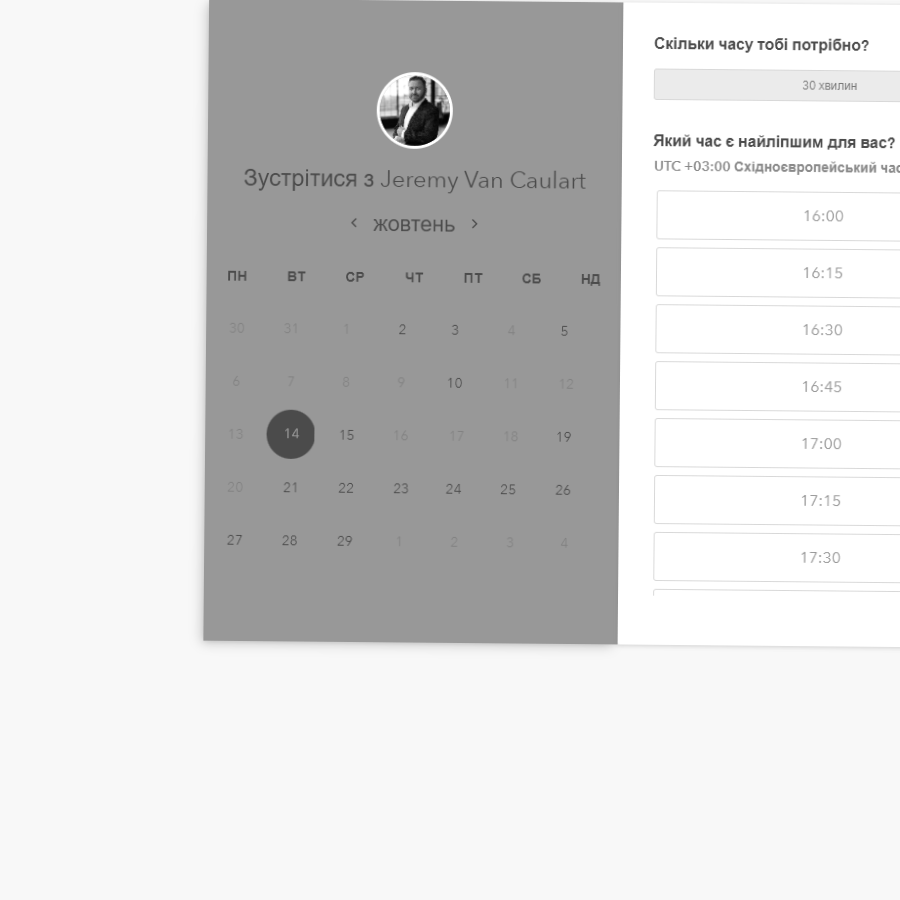 Зустрітися з Jeremy Van Caulart
жовтень
ПН ВТ СР ЧТ ПТ СБ НД
30 31 1 2 3 4 5
6 7 8 9 10 11 12
13 14 15 16 17 18 19
20 21 22 23 24 25 26
27 28 29 1 2 3 4
Скільки часу тобі потрібно?
30 хвилин
Який час є найліпшим для вас?
UTC +03:00 Східноєвропейський час
16:00
16:15
16:30
16:45
17:00
17:15
17:30